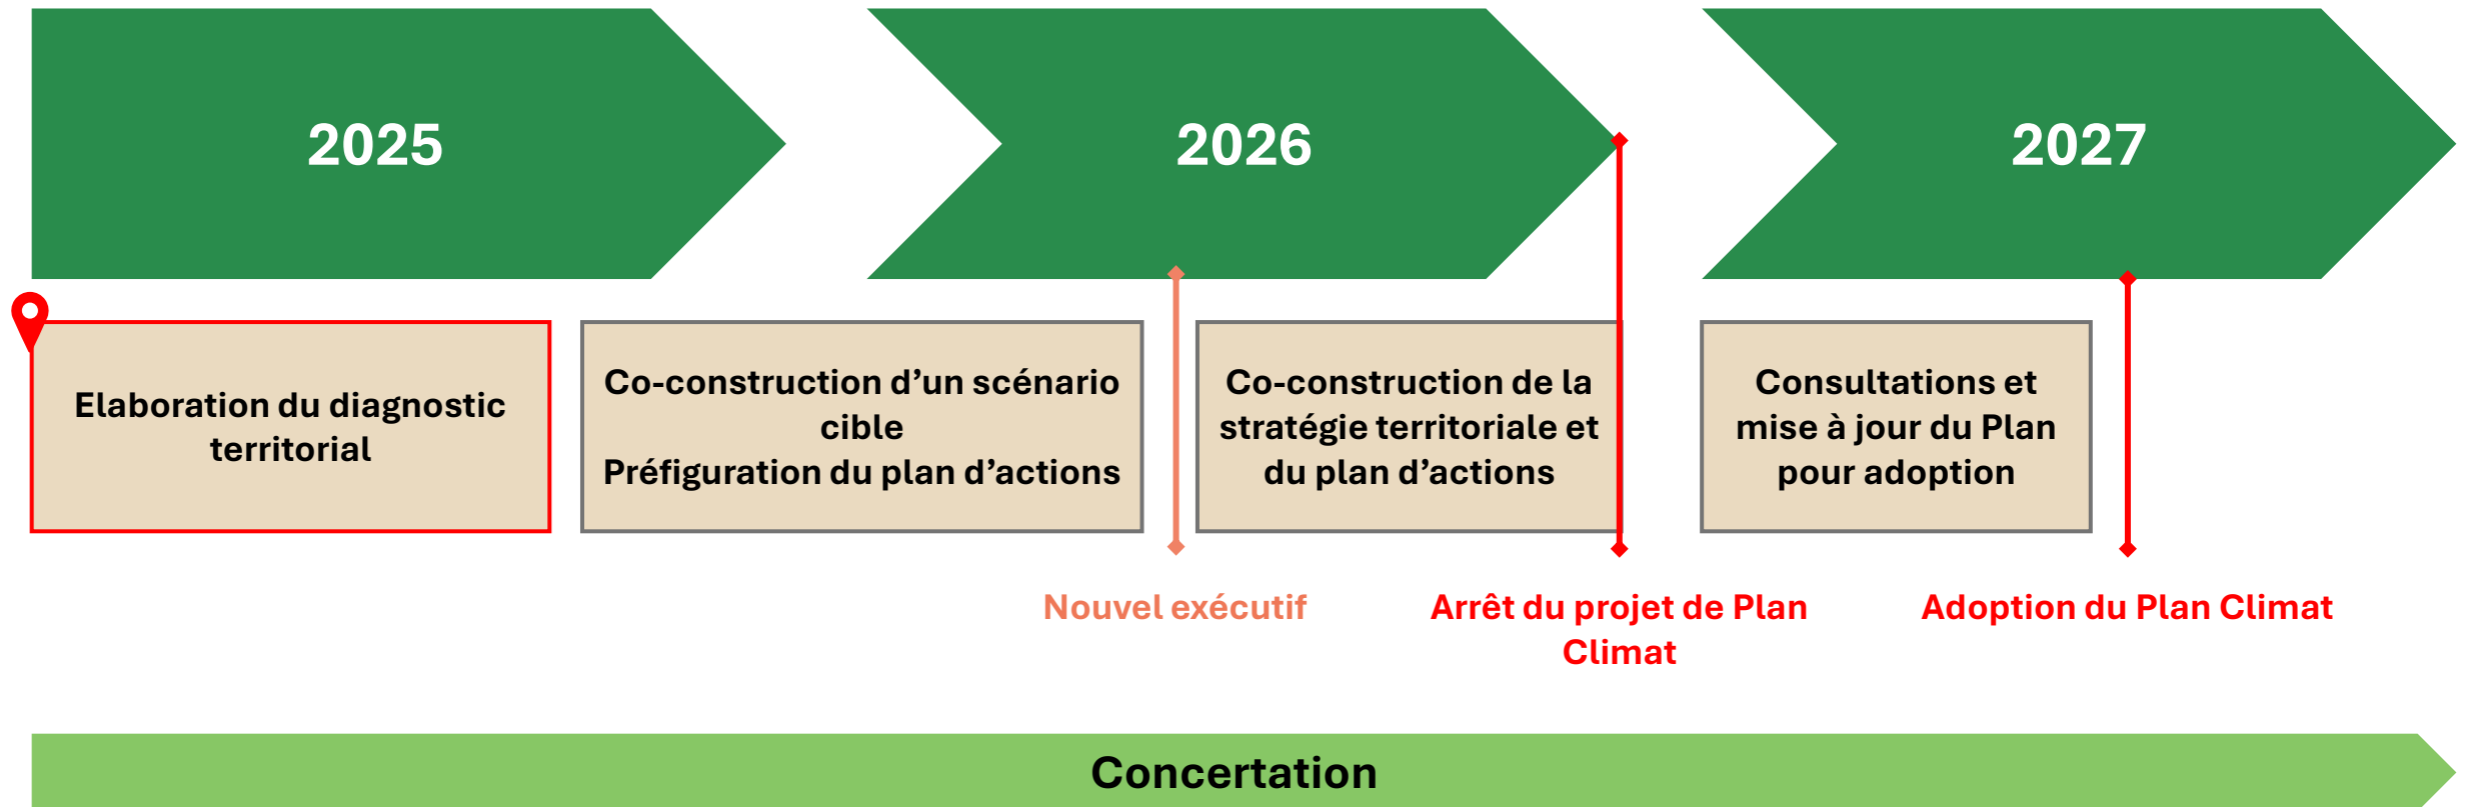 2025
2026
2027
Elaboration du diagnostic
territorial
Co-construction d’un scénario
cible
Préfiguration du plan d’actions
Co-construction de la
stratégie territoriale et
du plan d’actions
Consultations et
mise à jour du Plan
pour adoption
Nouvel exécutif
Arrêt du projet de Plan
Climat
Adoption du Plan Climat
Concertation